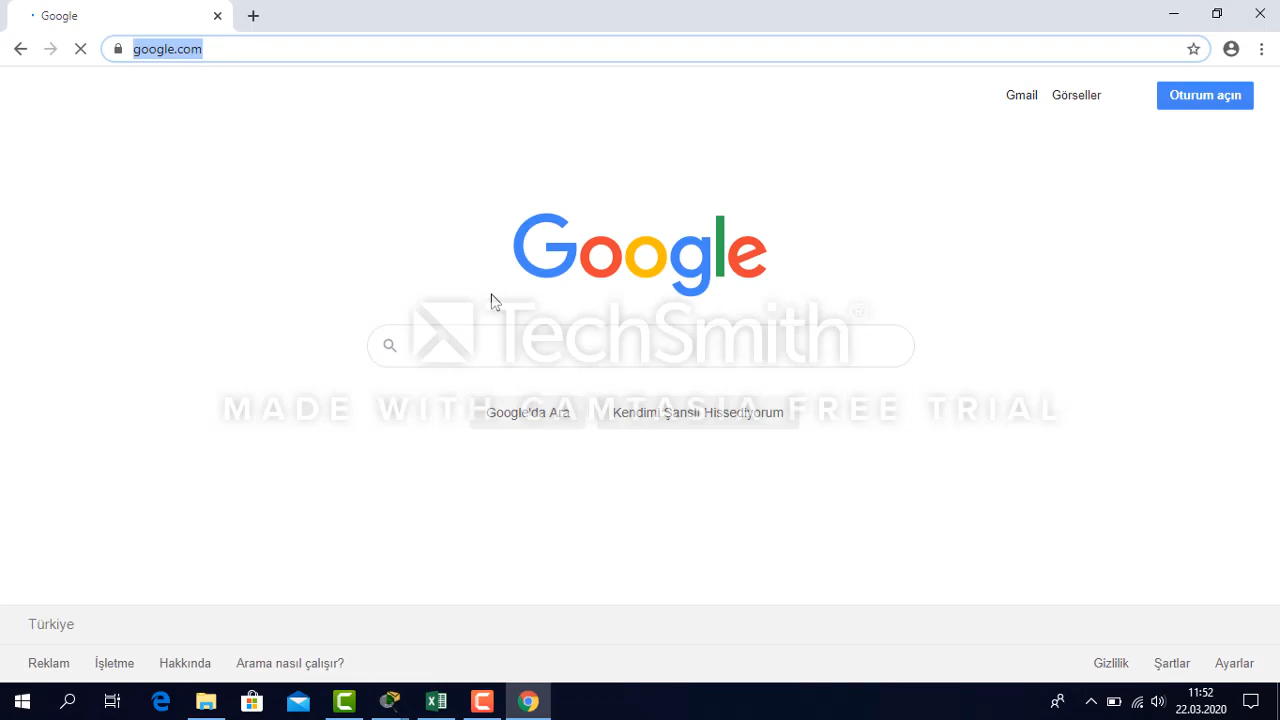 Google
google.com
Gmail Görseller Oturum açın
Google
TechSmith®
MADE WITH CAMTASIA FREE TRIAL
Google'da Ara Kendimi Şanslı Hissediyorum
Türkiye
Reklam İşletme Hakkında Arama nasıl çalışır? Gizlilik Şartlar Ayarlar
11:52
22.03.2020